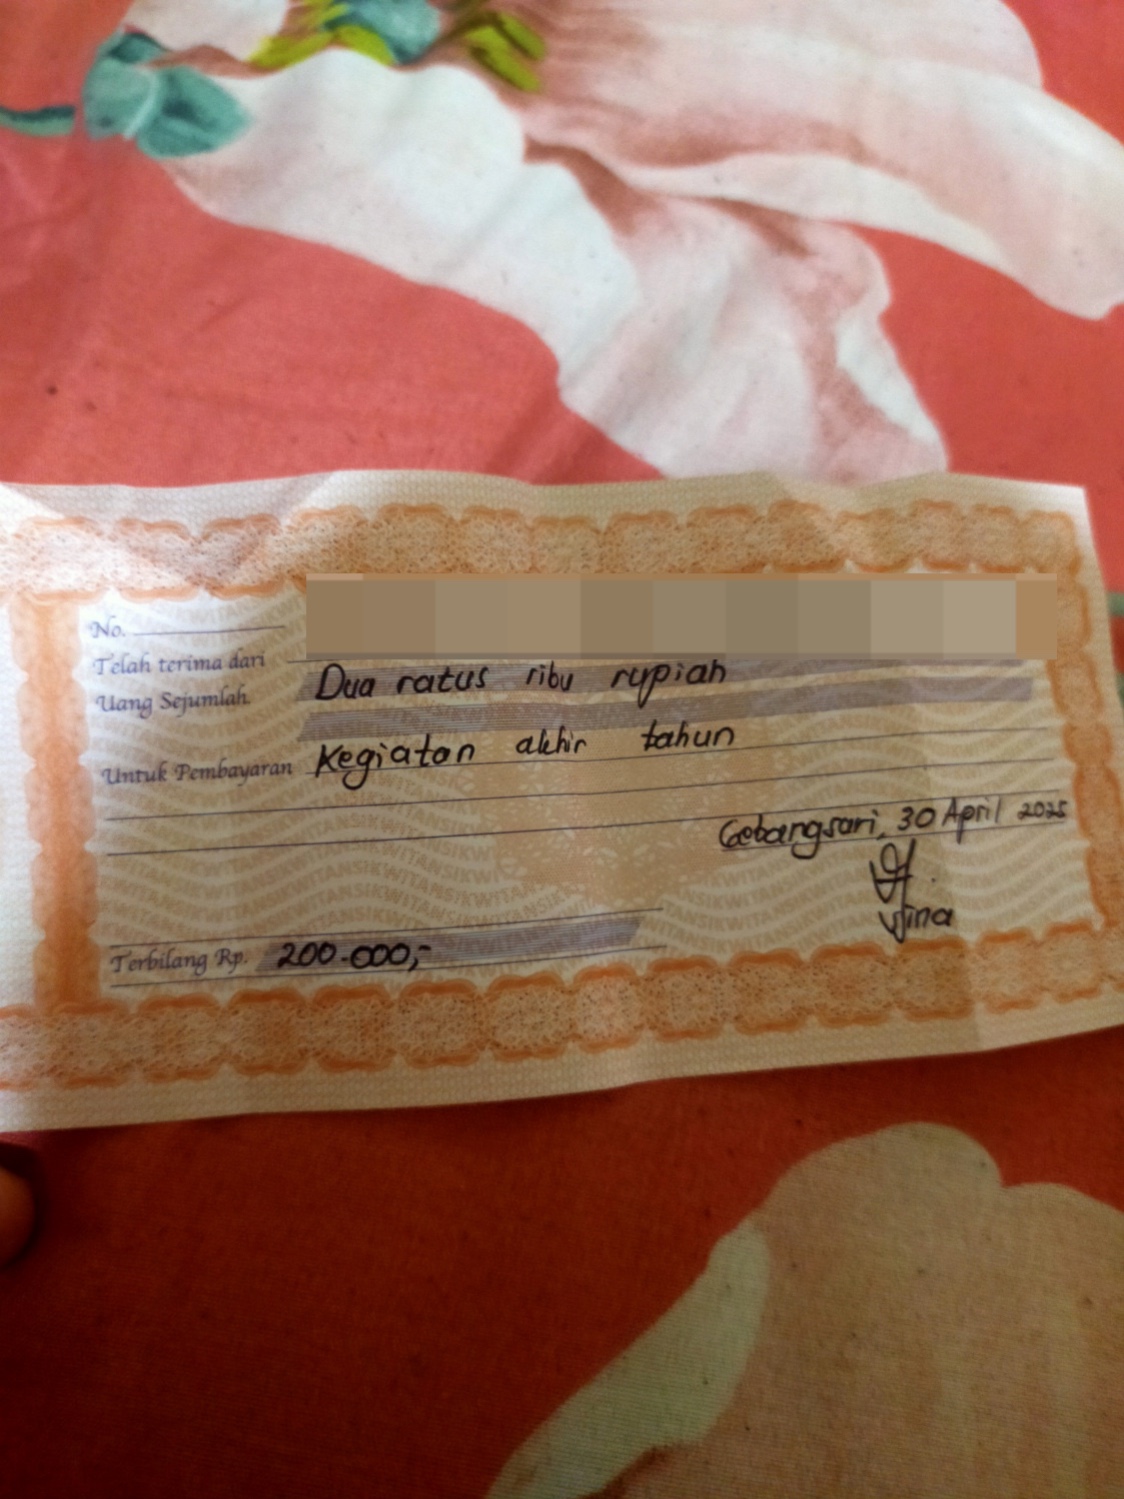 No.
Telah terima dari
Uang Sejumlah Dua ratus ribu rupiah
Untuk Pembayaran Kegiatan akhir tahun
Gebangsari, 30 April 2025
Vina
Terbilang Rp. 200.000,-